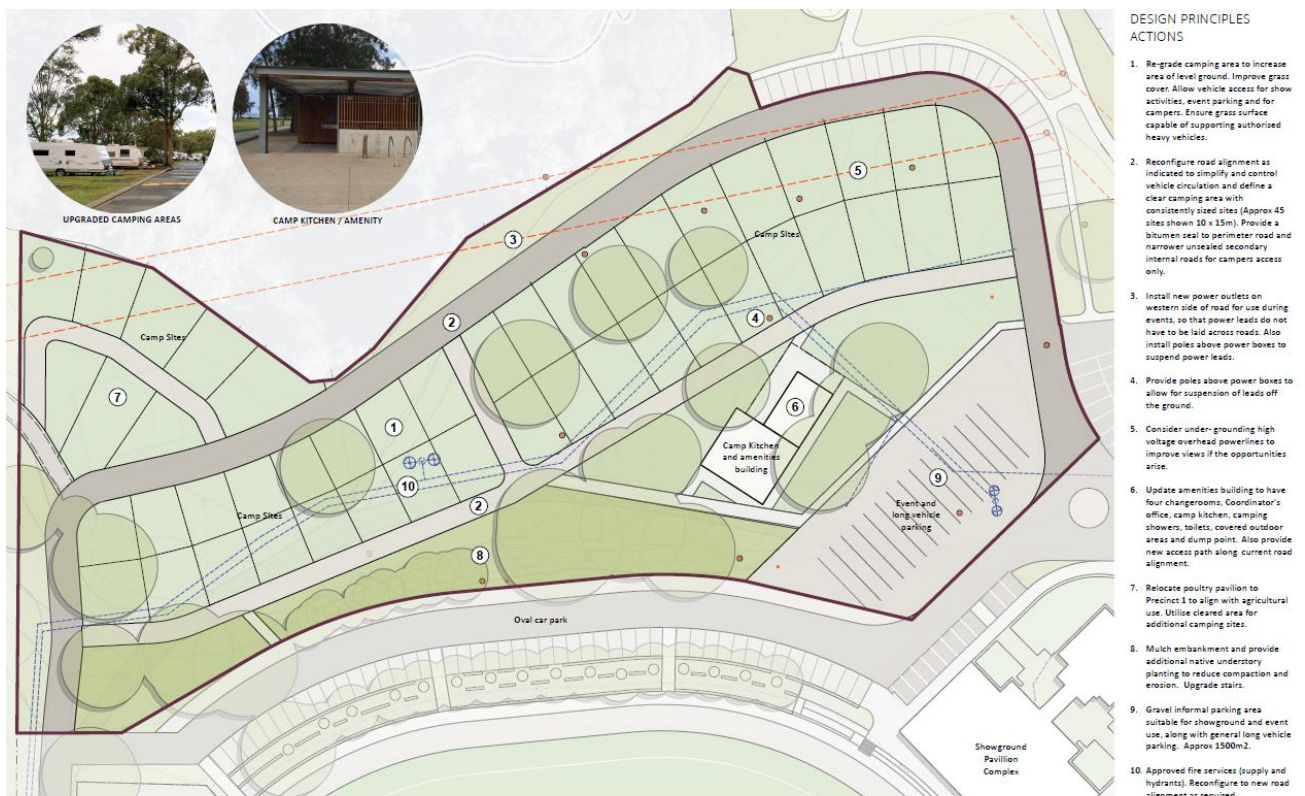 UPGRADED CAMPING AREAS
CAMP KITCHEN / AMENITY
5
3
Camp Sites
2
4
Camp Sites
7
6
1
Camp Kitchen
and amenities
building
10
9
2
Event and
long vehicle
parking
Camp Sites
8
Oval car park
Showground
Pavillion
Complex
DESIGN PRINCIPLES
ACTIONS
1. Re-grade camping area to increase
area of level ground. Improve grass
cover. Allow vehicle access for show
activities, event parking and for
campers. Ensure grass surface
capable of supporting authorised
heavy vehicles.
2. Reconfigure road alignment as
indicated to simplify and control
vehicle circulation and define a
clear camping area with
consistently sized sites (Approx 45
sites shown 10 x 15m). Provide a
bitumen seal to perimeter road and
narrower unsealed secondary
internal roads for campers access
only.
3. Install new power outlets on
western side of road for use during
events, so that power leads do not
have to be laid across roads. Also
install poles above power boxes to
suspend power leads.
4. Provide poles above power boxes to
allow for suspension of leads off
the ground.
5. Consider under- grounding high
voltage overhead powerlines to
improve views if the opportunities
arise.
6. Update amenities building to have
four changerooms, Coordinator's
office, camp kitchen, camping
showers, toilets, covered outdoor
areas and dump point. Also provide
new access path along current road
alignment.
7. Relocate poultry pavilion to
Precinct 1 to align with agricultural
use. Utilise cleared area for
additional camping sites.
8. Mulch embankment and provide
additional native understory
planting to reduce compaction and
erosion. Upgrade stairs.
9. Gravel informal parking area
suitable for showground and event
use, along with general long vehicle
parking. Approx 1500m2.
10. Approved fire services (supply and
hydrants). Reconfigure to new road
alignment as required.